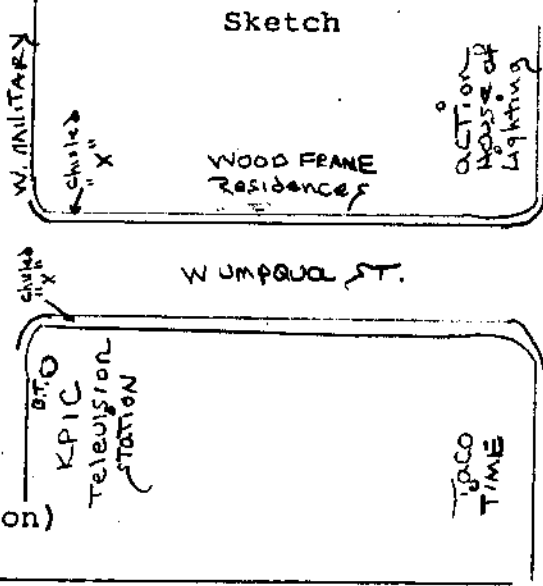 Sketch
W. MILITARY
chisled
"X"
WOOD FRAME
Residences
ACTION
House of
Lighting
chisled
"X"
W UMPQUA ST.
B.T.
KPIC
Television
STATION
TACO
TIME
on)